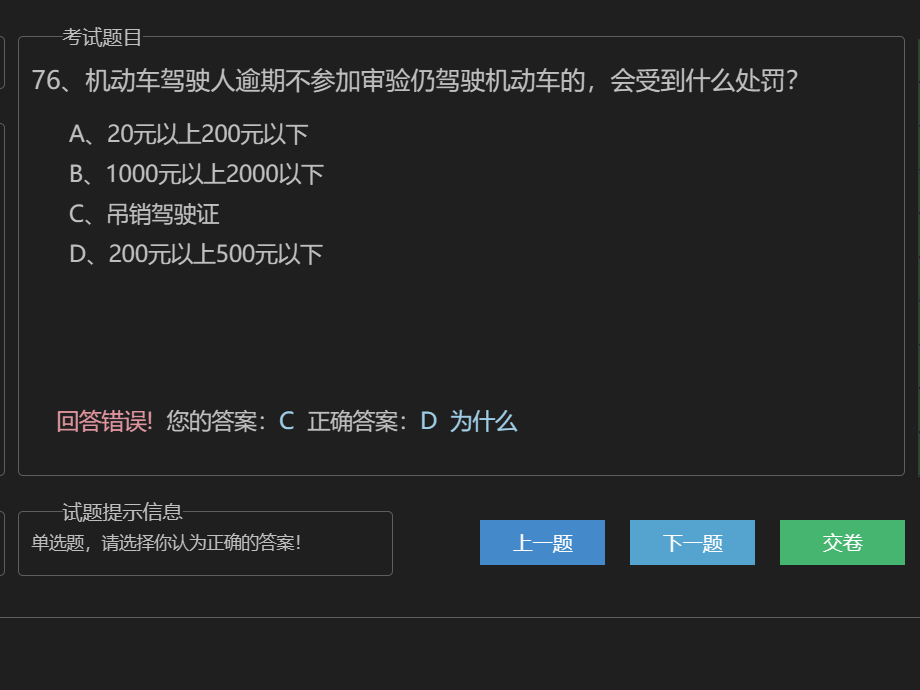 考试题目
76、机动车驾驶人逾期不参加审验仍驾驶机动车的，会受到什么处罚？
A、20元以上200元以下
B、1000元以上2000以下
C、吊销驾驶证
D、200元以上500元以下
回答错误! 您的答案：C 正确答案：D 为什么
试题提示信息
单选题，请选择你认为正确的答案！
上一题 下一题 交卷